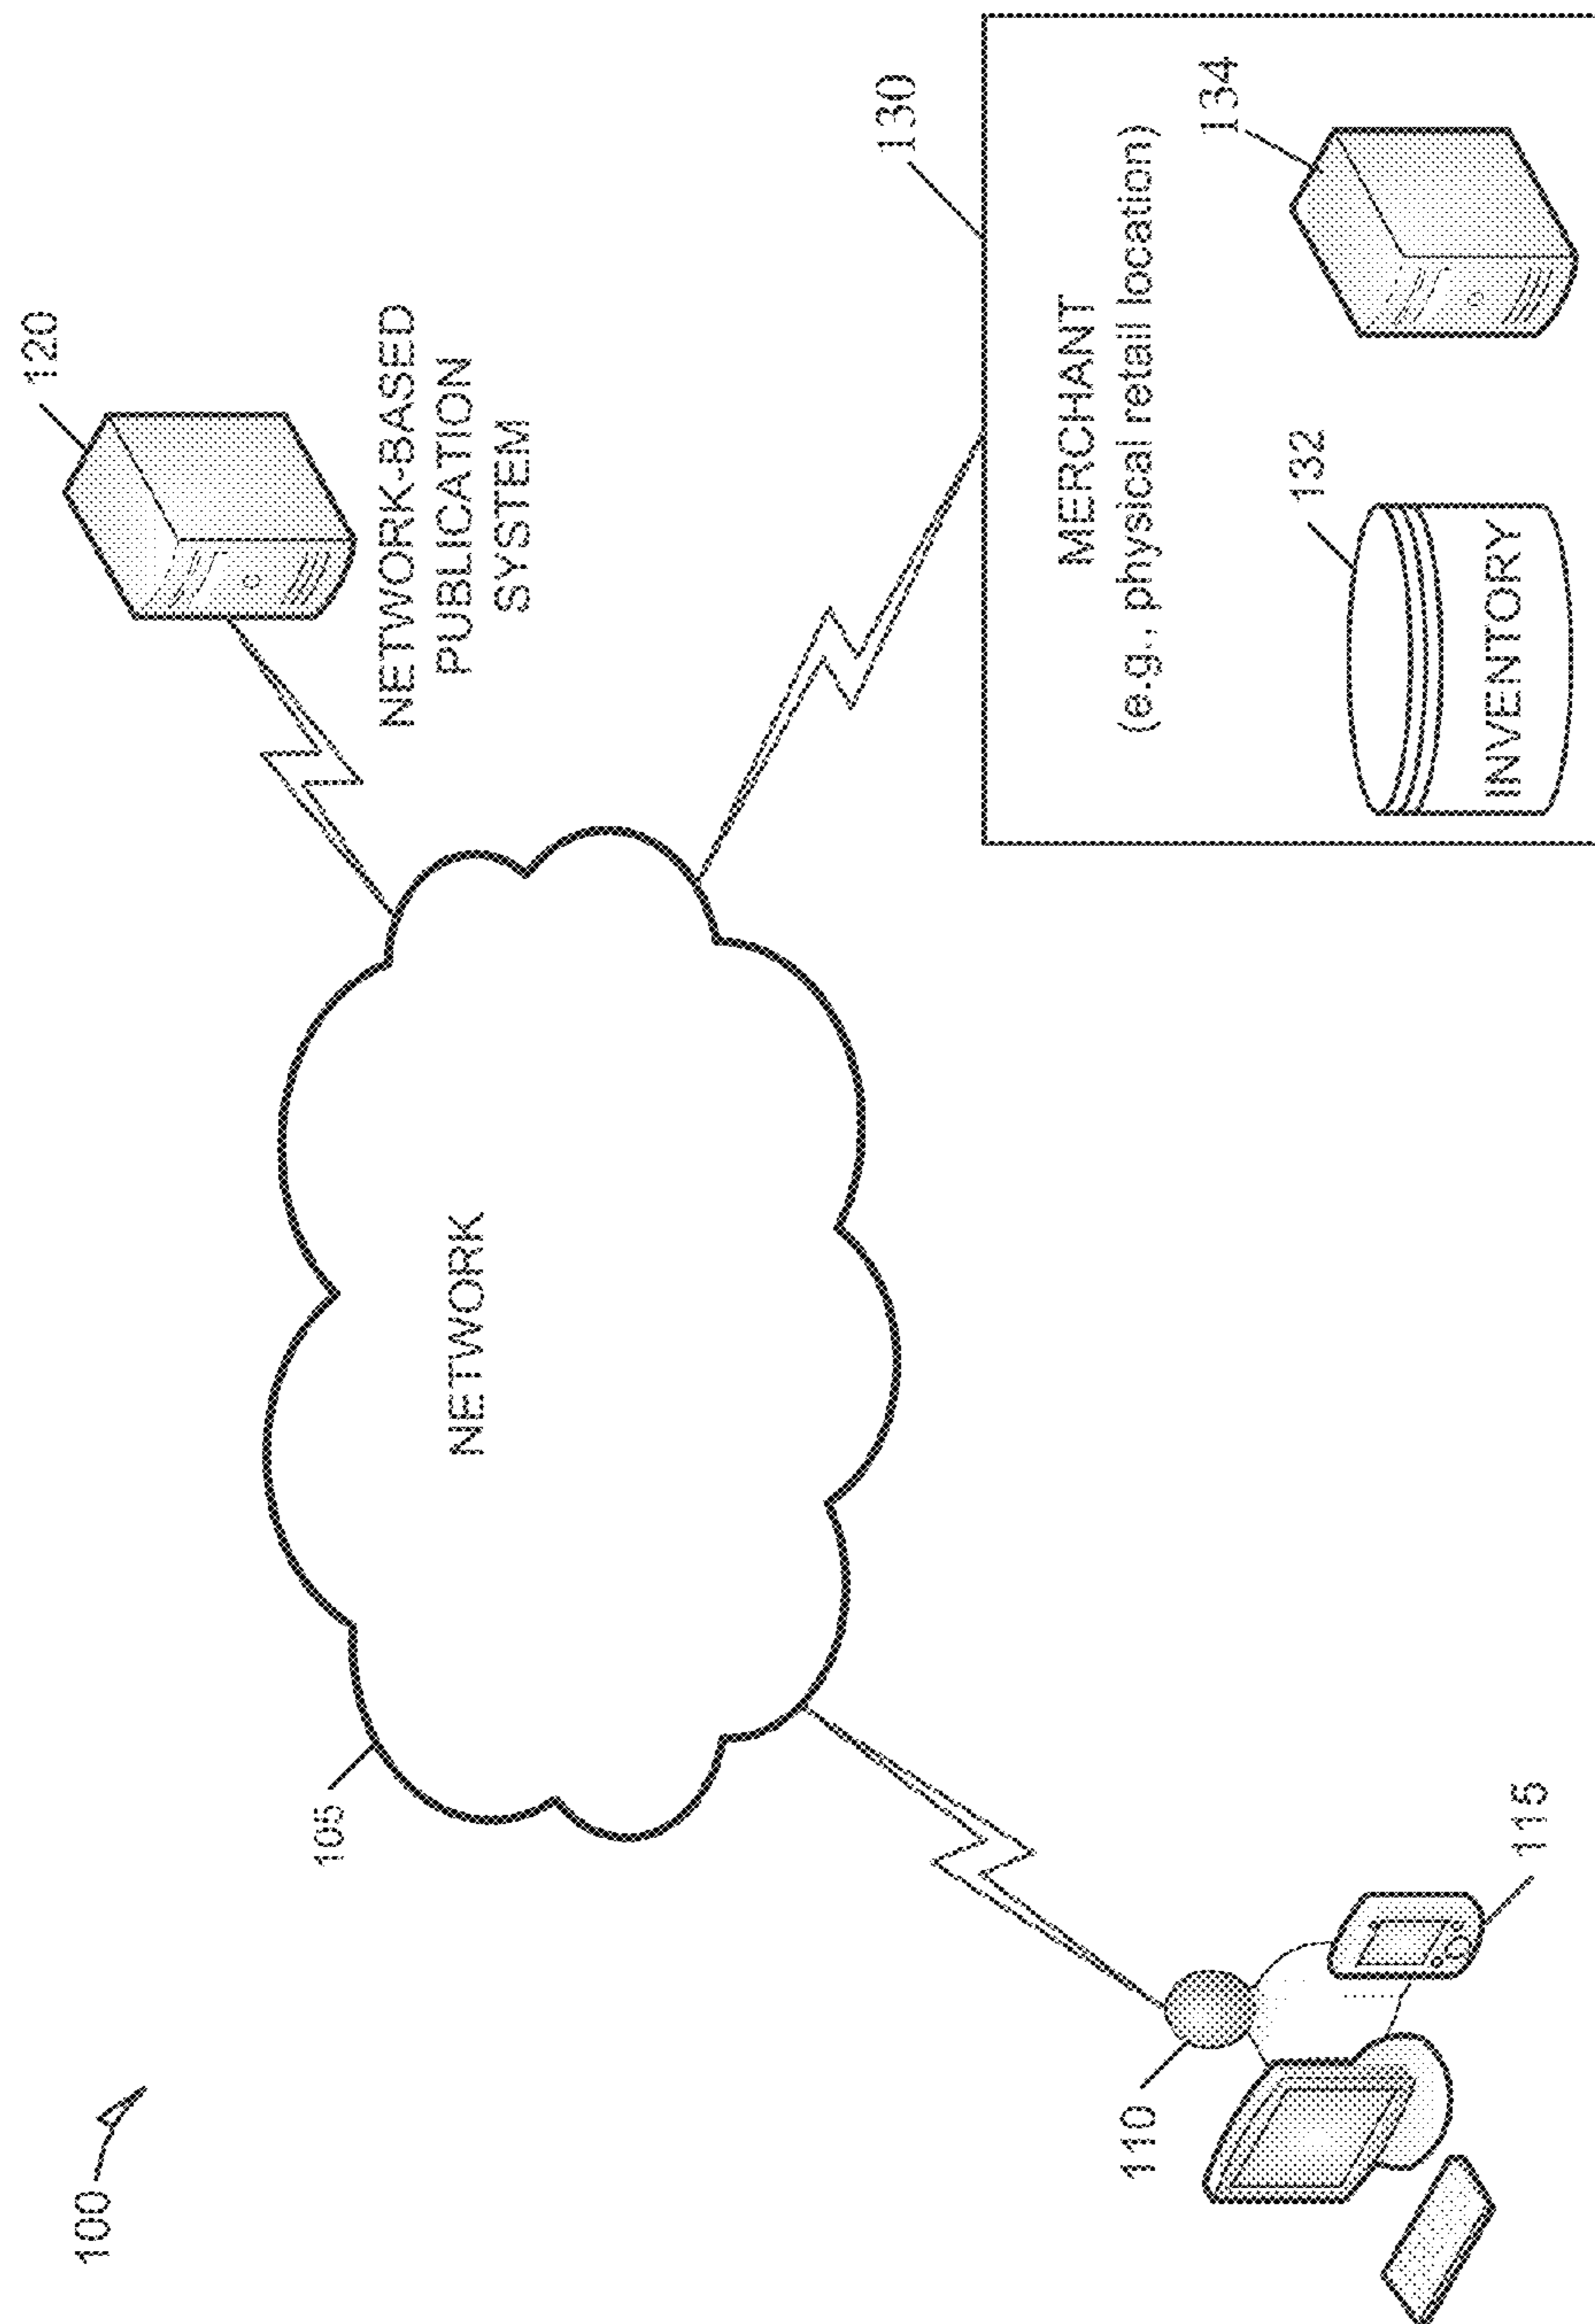 100
120
NETWORK-BASED
PUBLICATION
SYSTEM
105
NETWORK
130
MERCHANT
(e.g., physical retail location)
132
134
INVENTORY
110
115